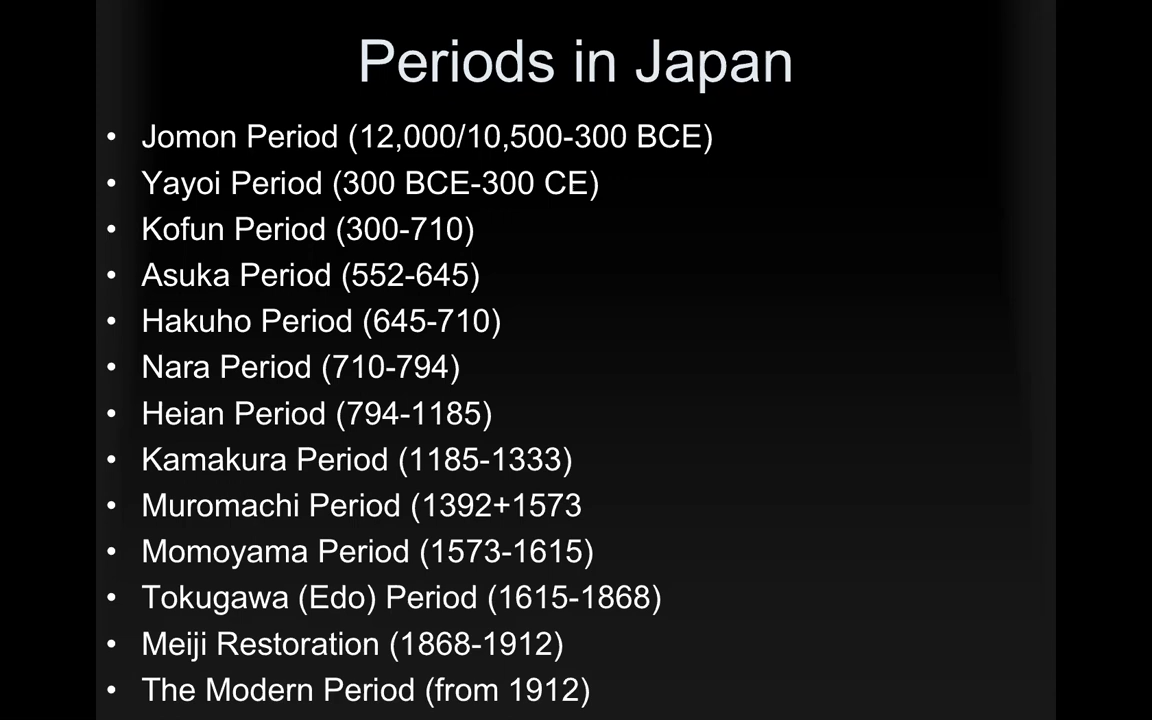 Periods in Japan
• Jomon Period (12,000/10,500-300 BCE)
• Yayoi Period (300 BCE-300 CE)
• Kofun Period (300-710)
• Asuka Period (552-645)
• Hakuho Period (645-710)
• Nara Period (710-794)
• Heian Period (794-1185)
• Kamakura Period (1185-1333)
• Muromachi Period (1392+1573
• Momoyama Period (1573-1615)
• Tokugawa (Edo) Period (1615-1868)
• Meiji Restoration (1868-1912)
• The Modern Period (from 1912)